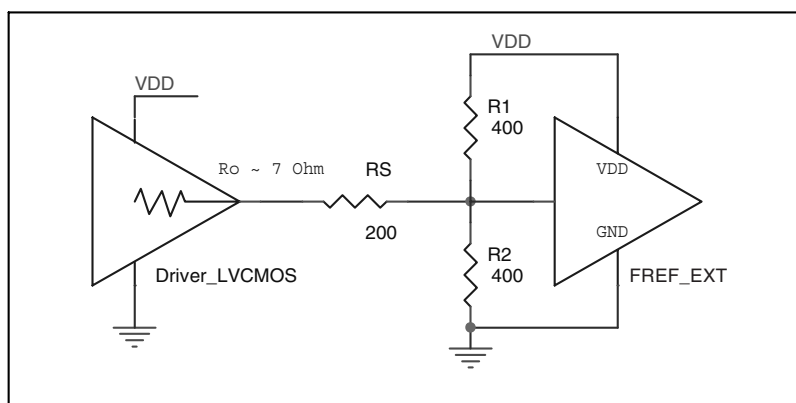 VDD
VDD
R1
400
Ro ~ 7 Ohm
RS
VDD
200
GND
R2
400
Driver_LVCMOS
FREF_EXT